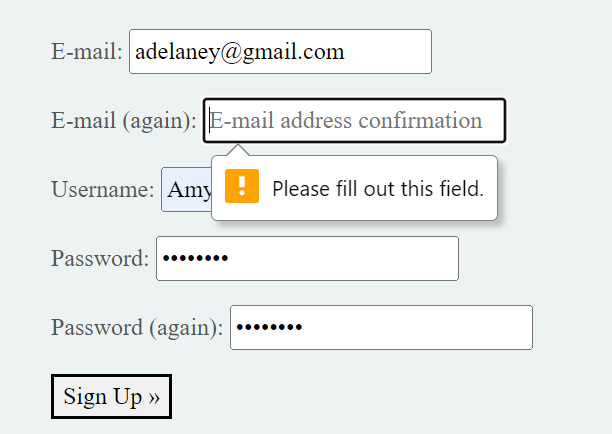 E-mail: adelaney@gmail.com
E-mail (again): E-mail address confirmation
Please fill out this field.
Username: Amy
Password: ••••••••
Password (again): ••••••••
Sign Up »